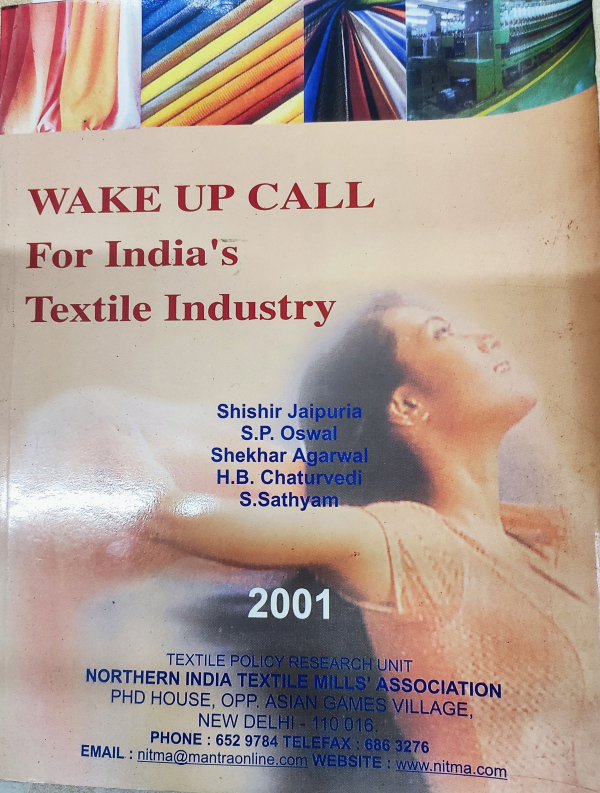 WAKE UP CALL
For India's
Textile Industry
Shishir Jaipuria
S.P. Oswal
Shekhar Agarwal
H.B. Chaturvedi
S.Sathyam
2001
TEXTILE POLICY RESEARCH UNIT
NORTHERN INDIA TEXTILE MILLS' ASSOCIATION
PHD HOUSE, OPP. ASIAN GAMES VILLAGE,
NEW DELHI - 110 016.
PHONE : 652 9784 TELEFAX : 686 3276
EMAIL : nitma@mantraonline.com WEBSITE : www.nitma.com